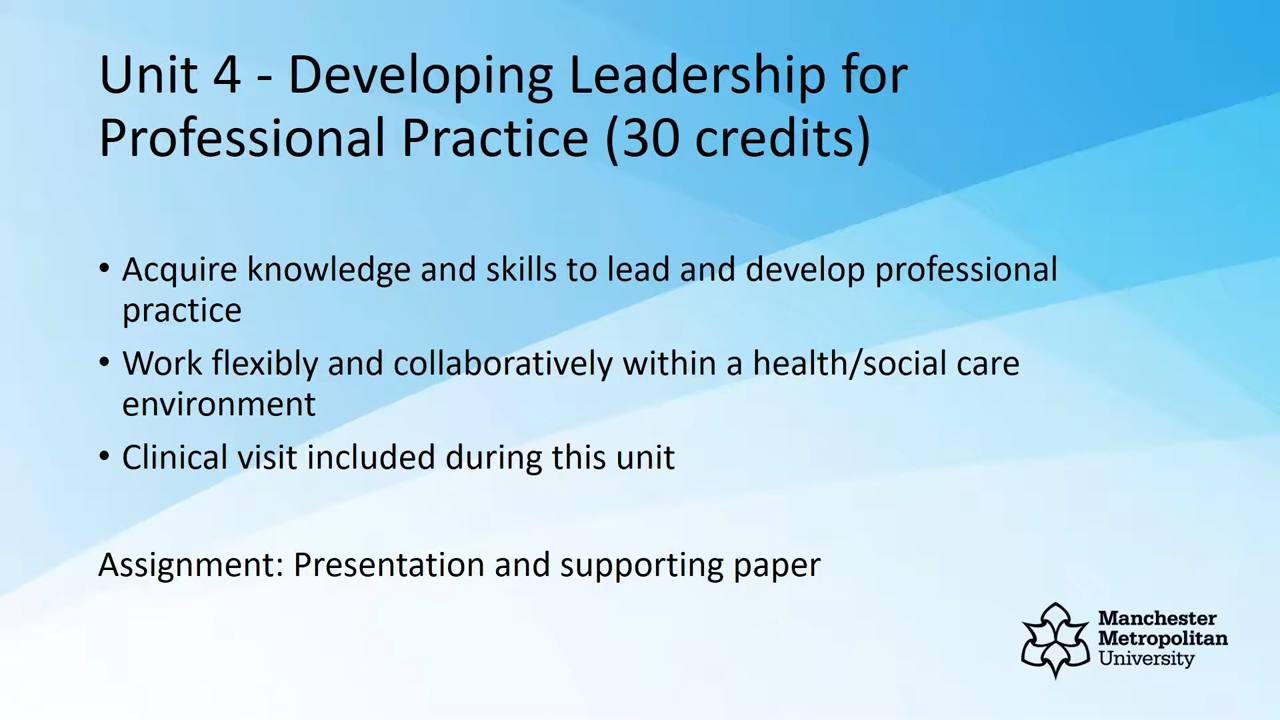 Unit 4 - Developing Leadership for
Professional Practice (30 credits)
• Acquire knowledge and skills to lead and develop professional
practice
• Work flexibly and collaboratively within a health/social care
environment
• Clinical visit included during this unit
Assignment: Presentation and supporting paper
Manchester
Metropolitan
University